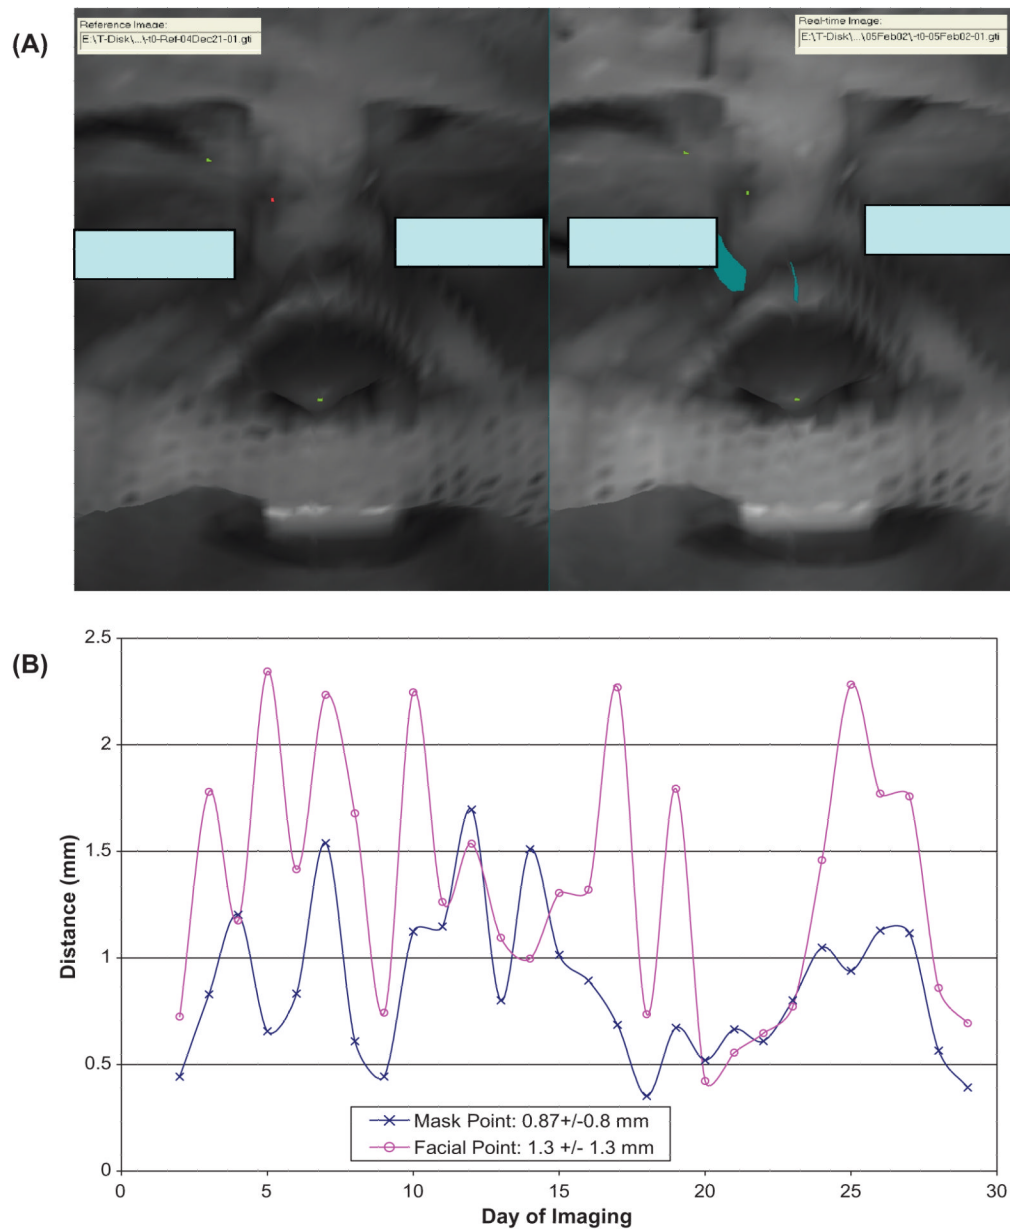 (A)
Reference Image:
E:\T-Disk\...\-t0-Ref-04Dec21-01.gti
Real-time Image:
E:\T-Disk\...\05Feb02\-t0-05Feb02-01.gti
(B)
2.5
2
1.5
1
0.5
0
Distance (mm)
Mask Point: 0.87+/-0.8 mm
Facial Point: 1.3 +/- 1.3 mm
0 5 10 15 20 25 30
Day of Imaging